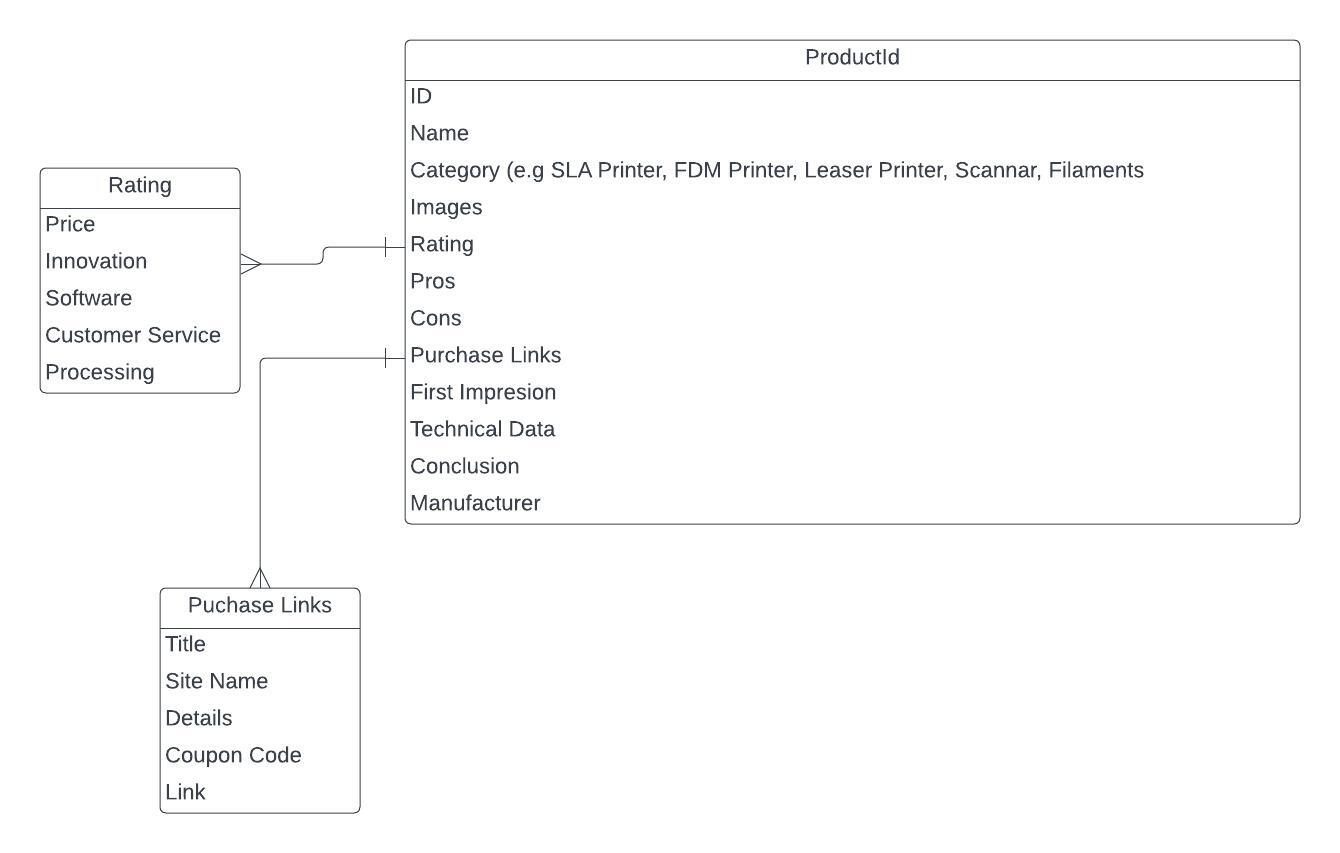 ProductId
ID
Name
Category (e.g SLA Printer, FDM Printer, Leaser Printer, Scannar, Filaments
Images
Rating
Pros
Cons
Purchase Links
First Impresion
Technical Data
Conclusion
Manufacturer
Rating
Price
Innovation
Software
Customer Service
Processing
Puchase Links
Title
Site Name
Details
Coupon Code
Link